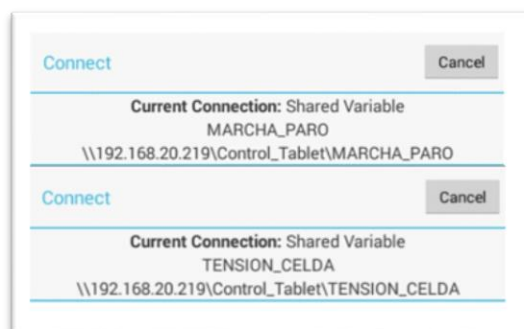 Connect Cancel
Current Connection: Shared Variable
MARCHA_PARO
\\192.168.20.219\Control_Tablet\MARCHA_PARO
Connect Cancel
Current Connection: Shared Variable
TENSION_CELDA
\\192.168.20.219\Control_Tablet\TENSION_CELDA